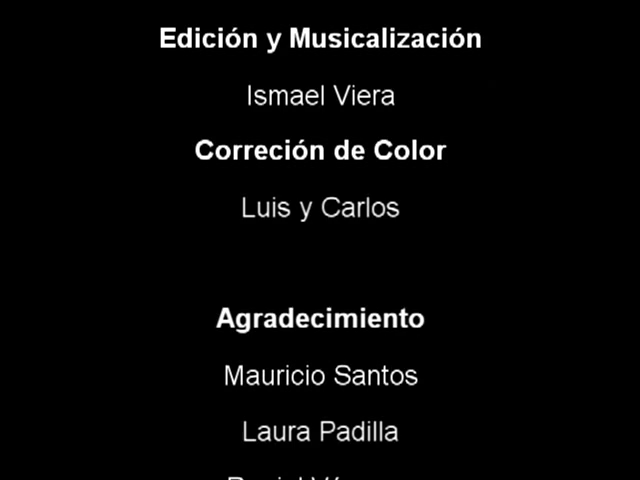 Edición y Musicalización
Ismael Viera
Correción de Color
Luis y Carlos
Agradecimiento
Mauricio Santos
Laura Padilla